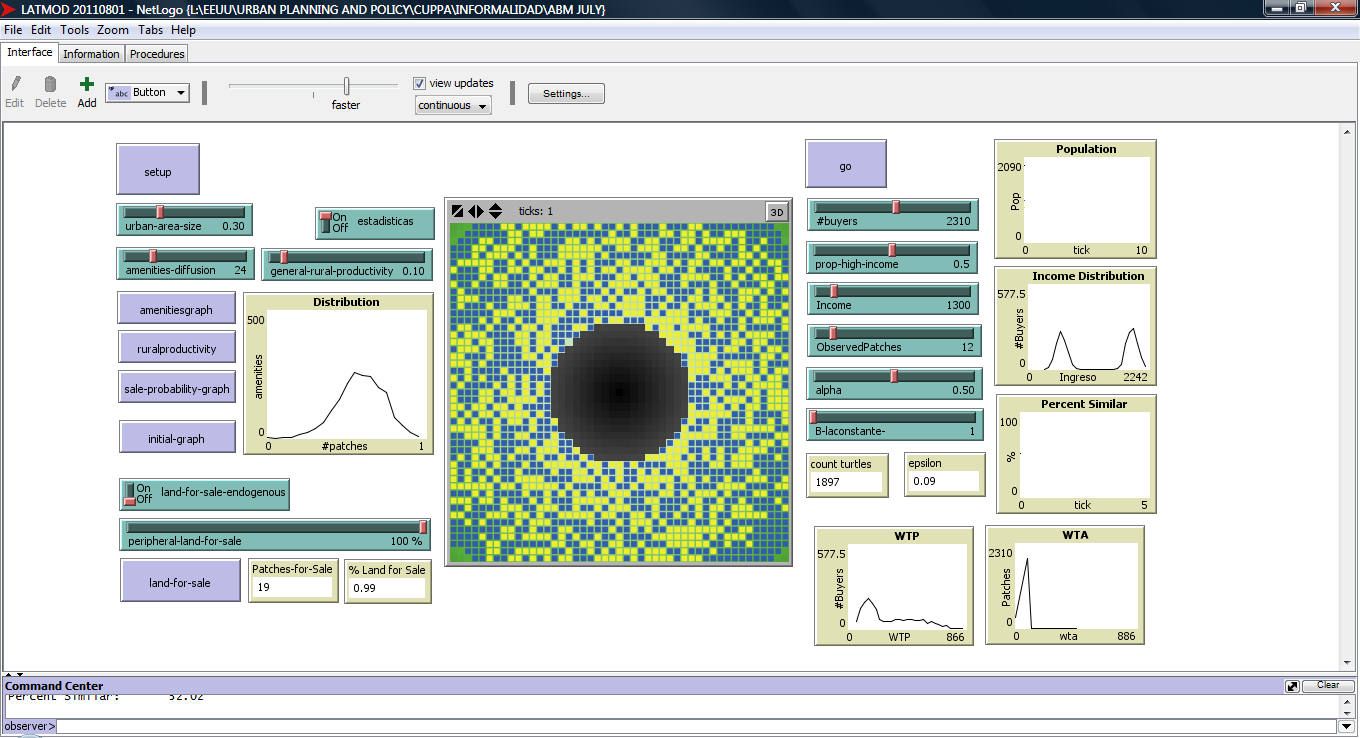 LATMOD 20110801 - NetLogo {L:\EEUU\URBAN PLANNING AND POLICY\CUPPA\INFORMALIDAD\ABM JULY}
File Edit Tools Zoom Tabs Help
Interface Information Procedures
Edit Delete Add
abc Button
faster
view updates
continuous
Settings...
setup
urban-area-size 0.30
On
Off
estadisticas
amenities-diffusion 24
general-rural-productivity 0.10
amenitiesgraph
ruralproductivity
sale-probability-graph
initial-graph
Distribution
500
amenities
0
0 #patches 1
On
Off
land-for-sale-endogenous
peripheral-land-for-sale 100 %
land-for-sale
Patches-for-Sale
19
% Land for Sale
0.99
ticks: 1
3D
go
#buyers 2310
prop-high-income 0.5
Income 1300
ObservedPatches 12
alpha 0.50
B-laconstante- 1
count turtles
1897
epsilon
0.09
Population
2090
Pop
0
0 tick 10
Income Distribution
577.5
#Buyers
0
0 Ingreso 2242
Percent Similar
100
%
0
0 tick 5
WTP
577.5
#Buyers
0
0 WTP 866
WTA
2310
Patches
0
0 wta 886
Command Center
Clear
Percent Similar: 52.02
observer>